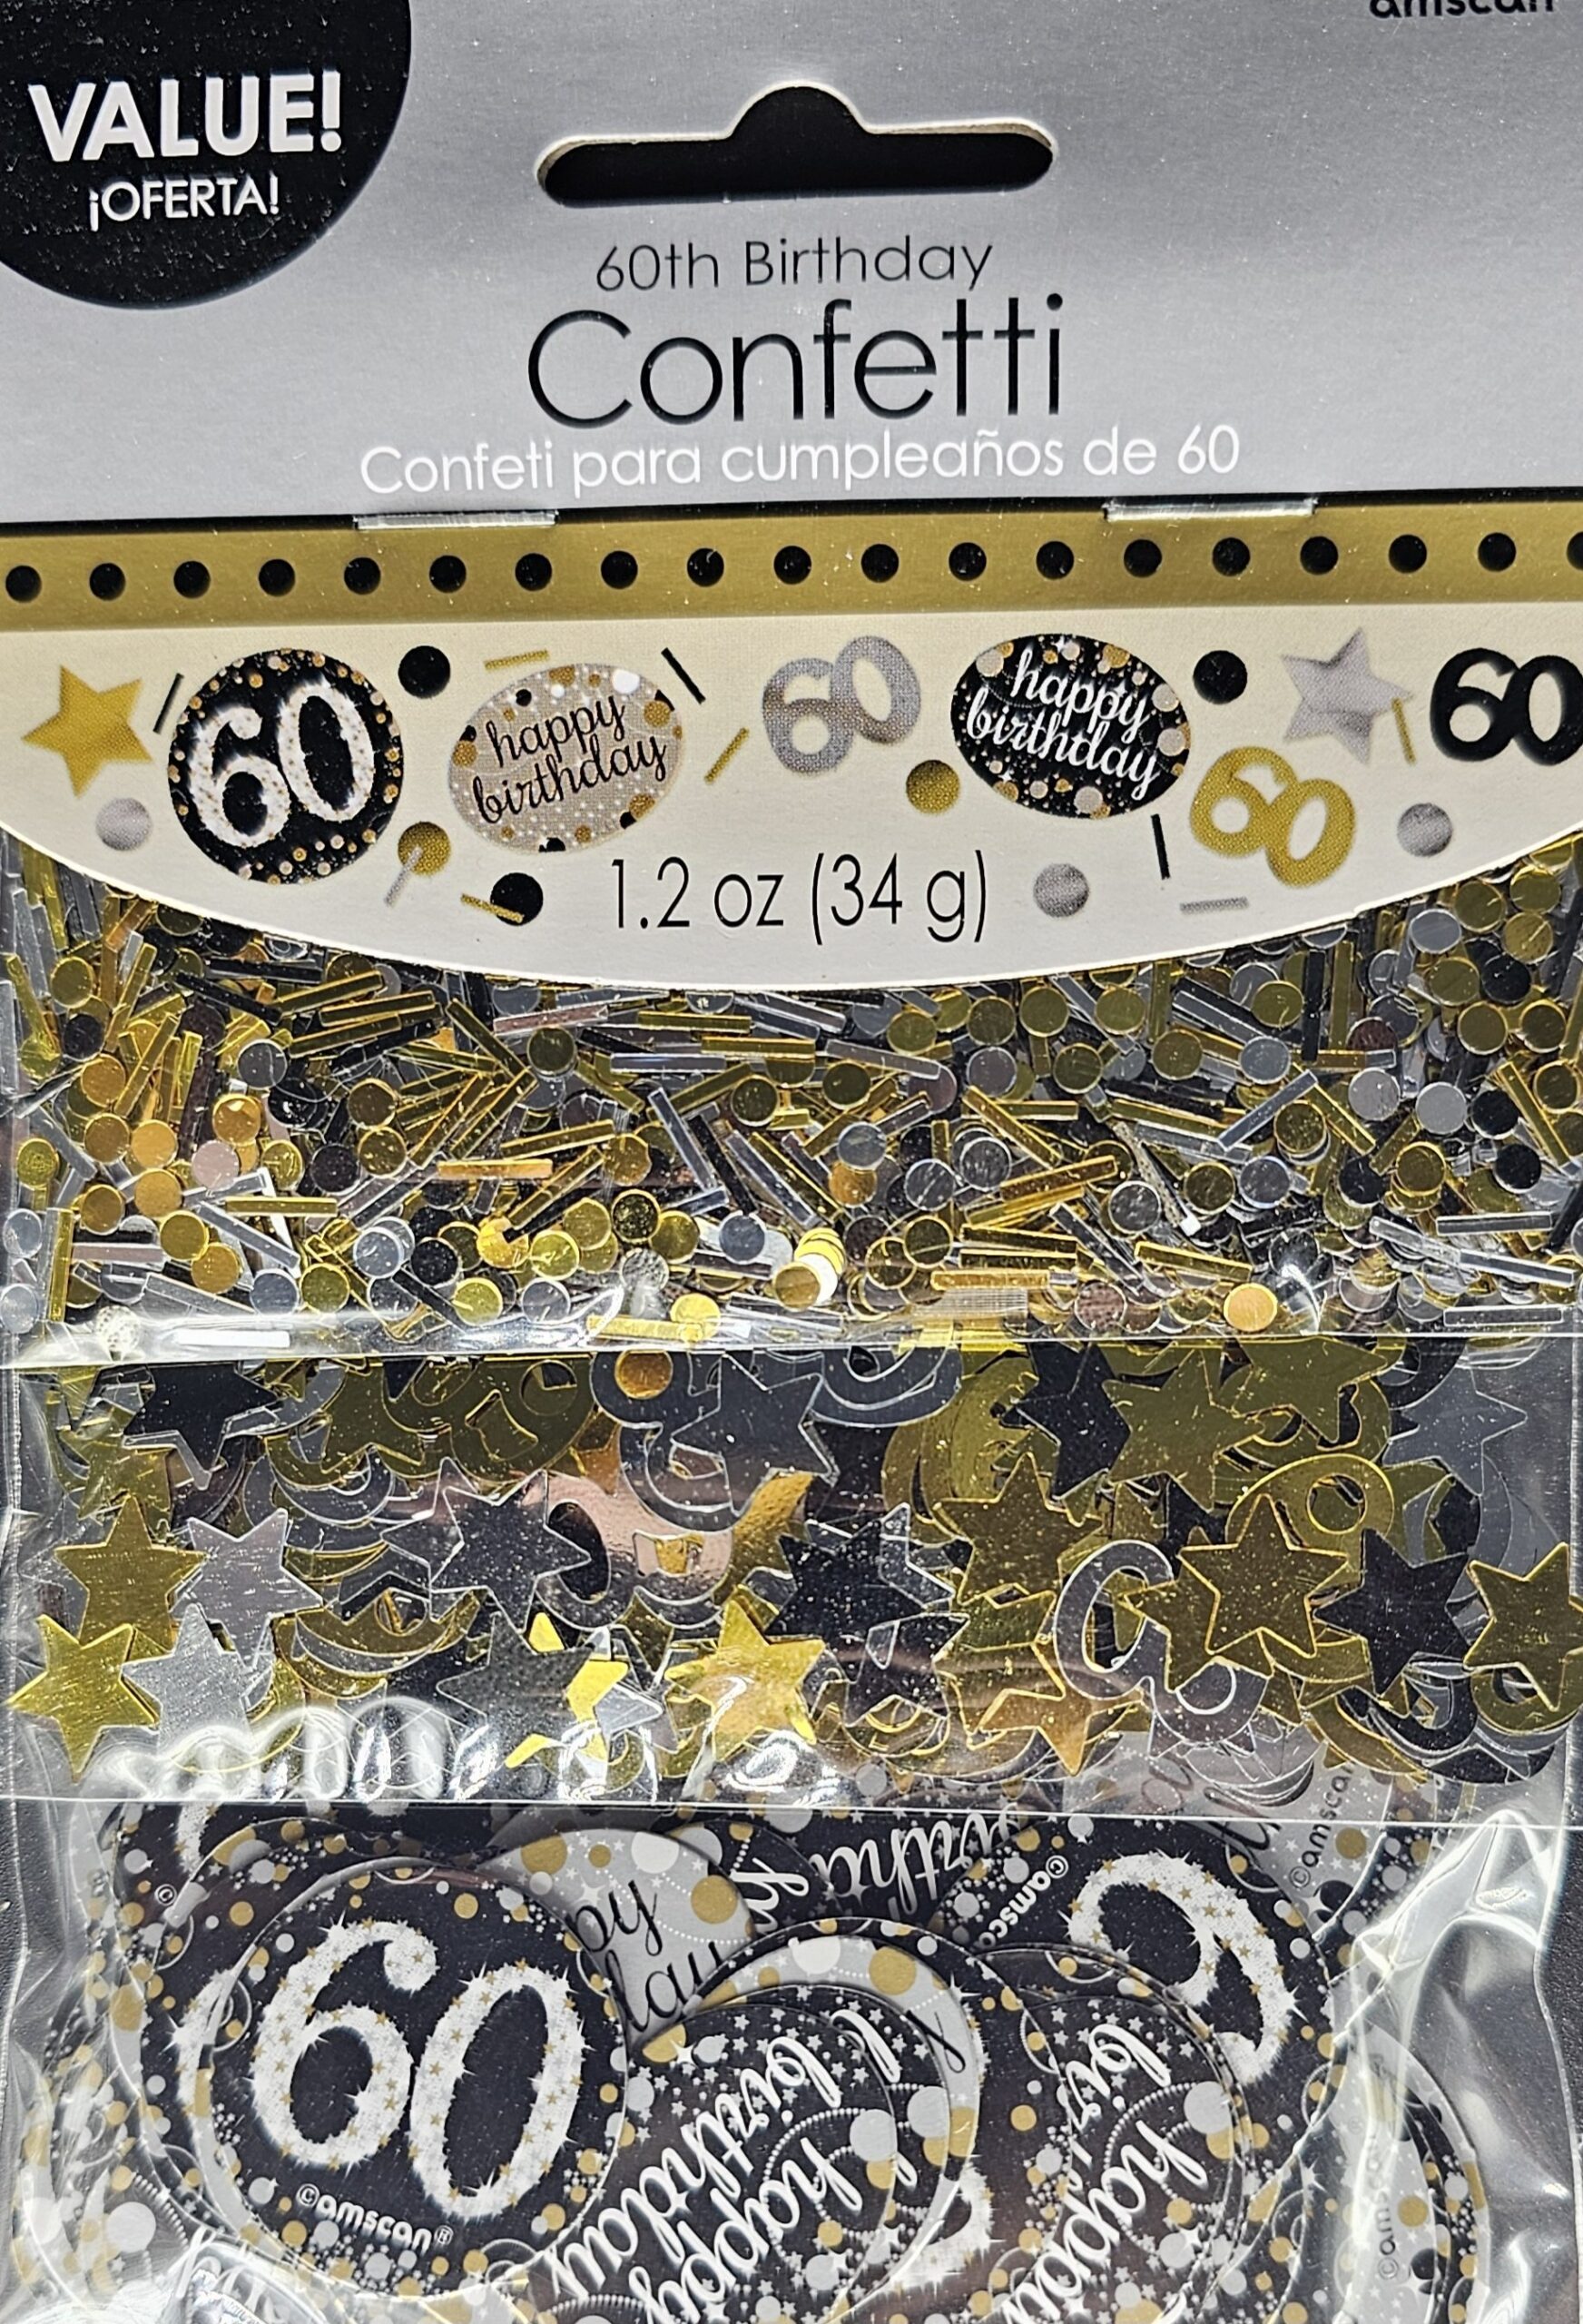 amscan
VALUE!
¡OFERTA!
60th Birthday
Confetti
Confeti para cumpleaños de 60
60
happy
birthday
60
happy
birthday
60
60
1.2 oz (34 g)
©amscan
60
©amscan®
happy
birthday